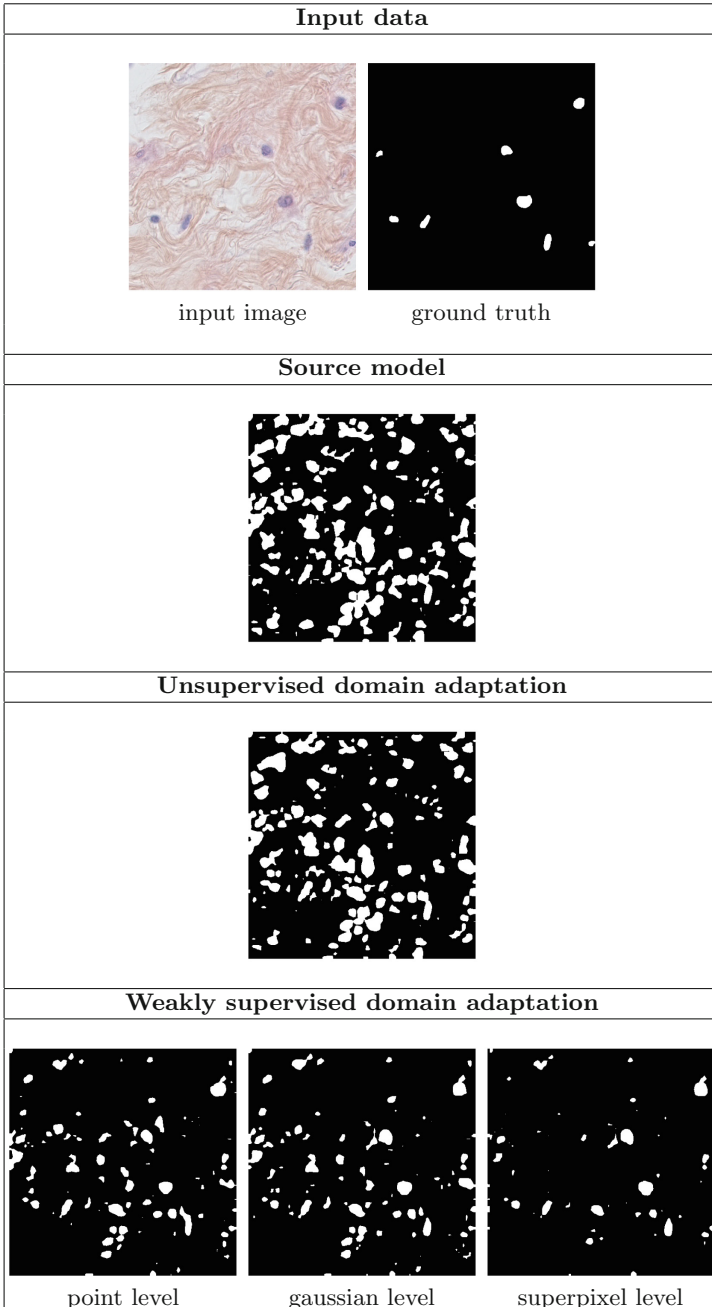 Input data
input image
ground truth
Source model
Unsupervised domain adaptation
Weakly supervised domain adaptation
point level
gaussian level
superpixel level